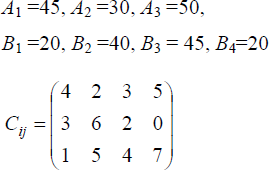 A₁ =45, A₂ =30, A₃ =50,
B₁ =20, B₂ =40, B₃ = 45, B₄=20
4 2 3 5
Cᵢⱼ = 3 6 2 0
1 5 4 7